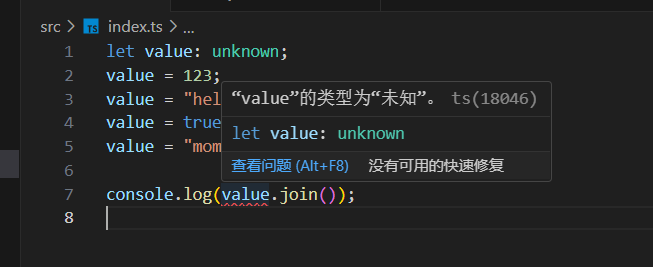 src > TS index.ts > ...
1 let value: unknown;
2 value = 123;
3 value = "hel
4 value = true
5 value = "mom
6
7 console.log(value.join());
8
“value”的类型为“未知”。 ts(18046)
let value: unknown
查看问题 (Alt+F8) 没有可用的快速修复